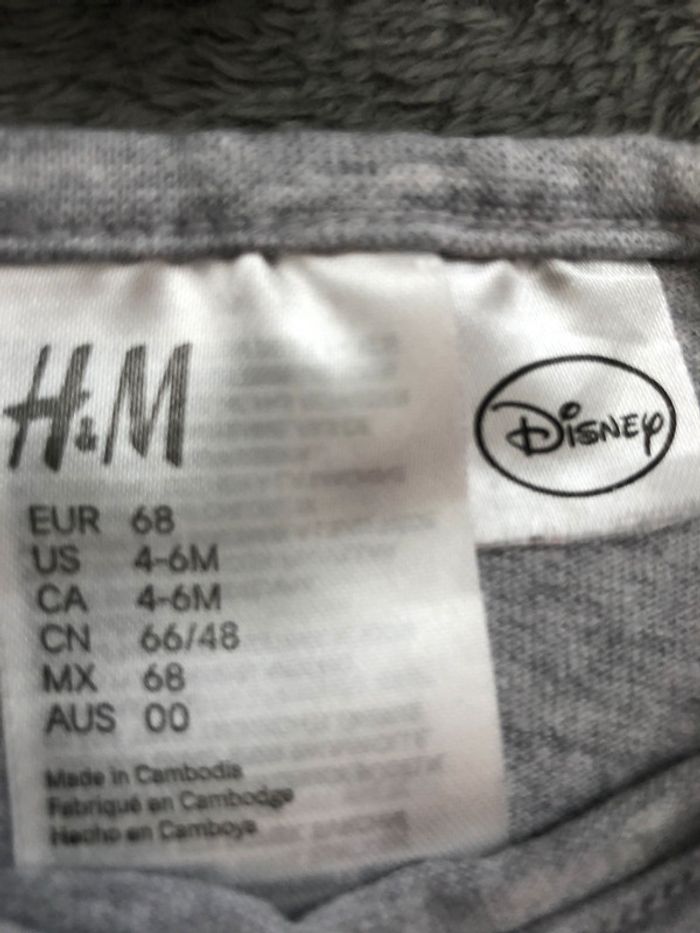 H&M
DISNEY
EUR 68
US 4-6M
CA 4-6M
CN 66/48
MX 68
AUS 00
Made in Cambodia
Fabriqué en Cambodge
Hecho en Camboya